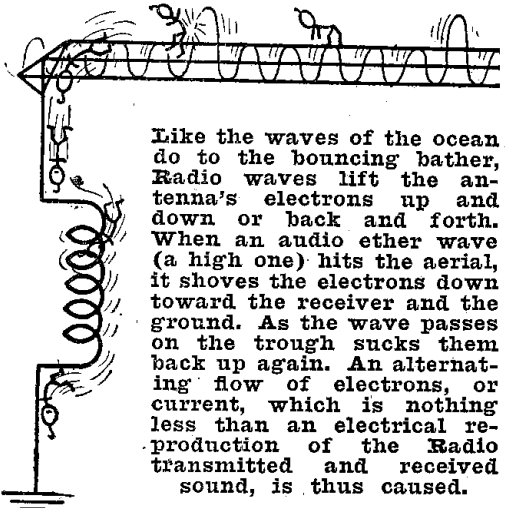 Like the waves of the ocean
do to the bouncing bather,
Radio waves lift the an-
tenna's electrons up and
down or back and forth.
When an audio ether wave
(a high one) hits the aerial,
it shoves the electrons down
toward the receiver and the
ground. As the wave passes
on the trough sucks them
back up again. An alternat-
ing flow of electrons, or
current, which is nothing
less than an electrical re-
production of the Radio
transmitted and received
sound, is thus caused.